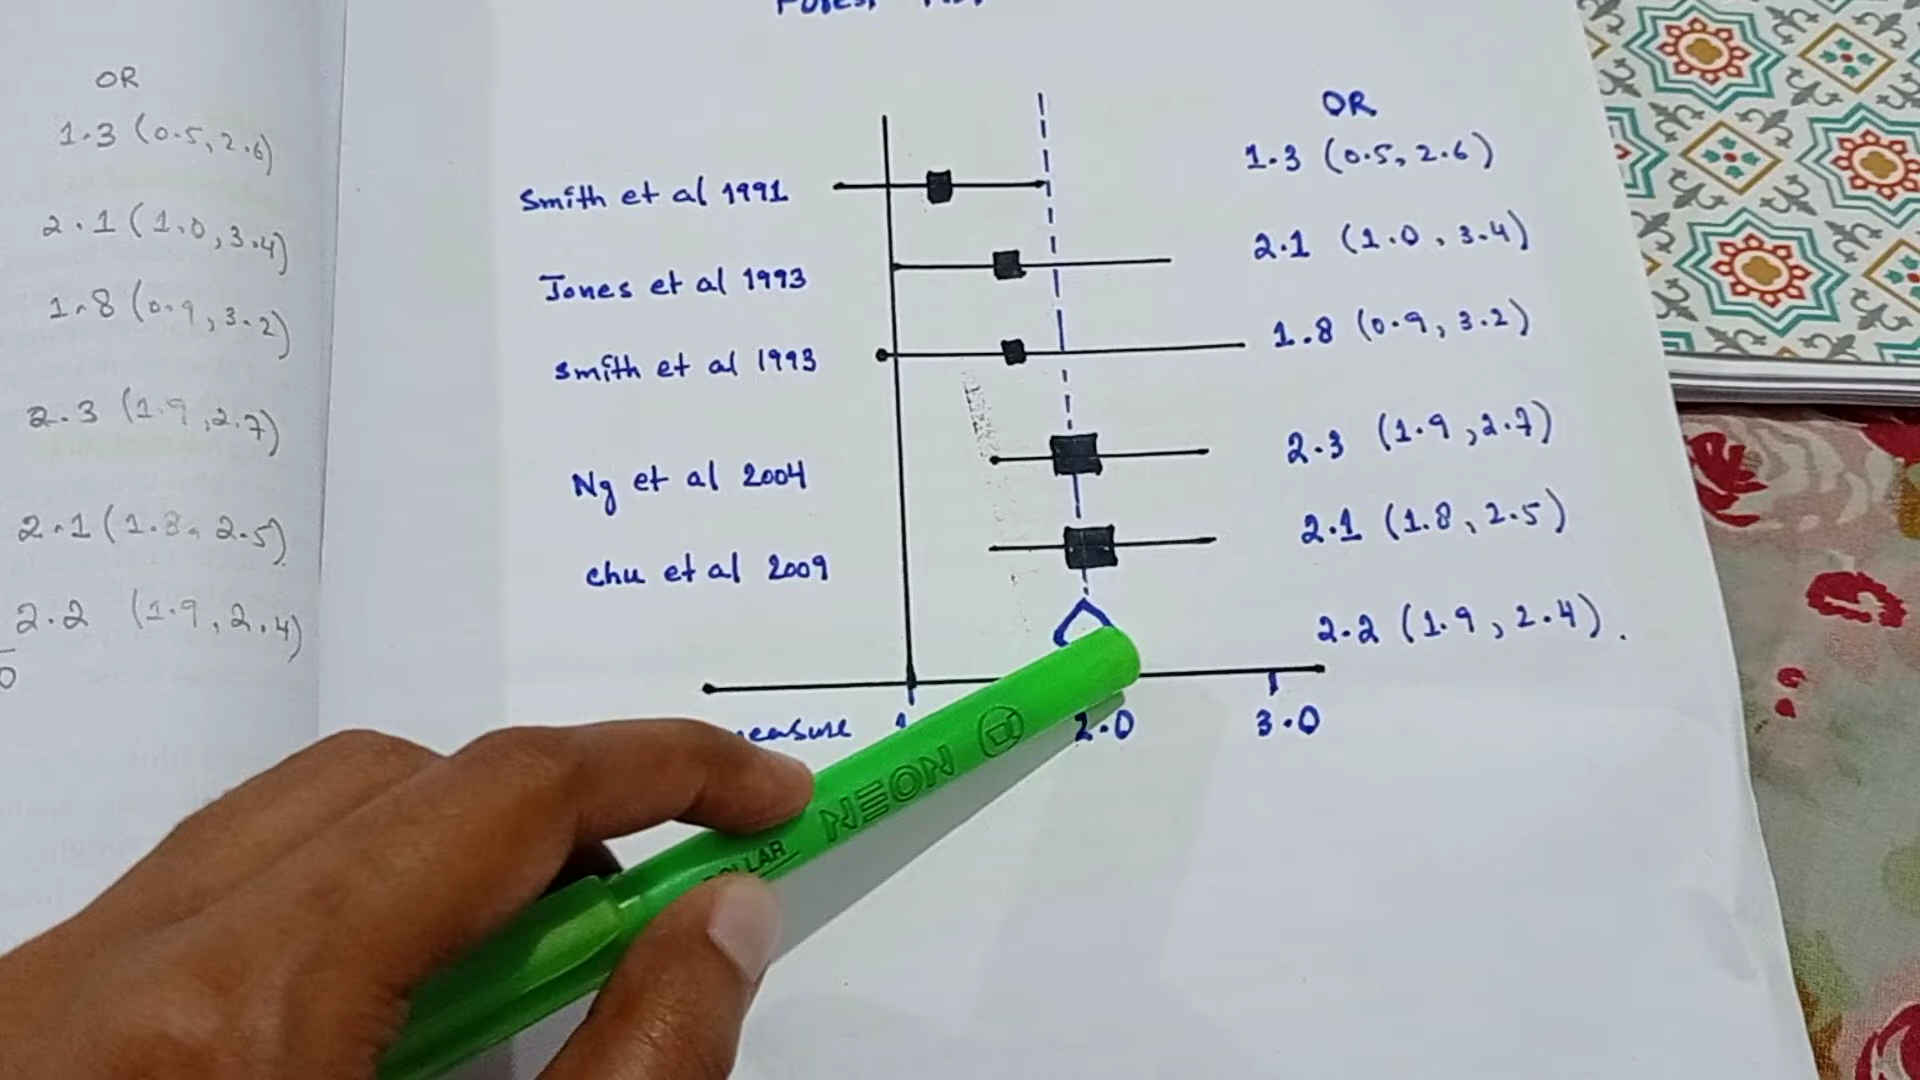 OR
1.3 (0.5, 2.6)
2.1 (1.0, 3.4)
1.8 (0.9, 3.2)
2.3 (1.9, 2.7)
2.1 (1.8, 2.5)
2.2 (1.9, 2.4)
OR
Smith et al 1991 1.3 (0.5, 2.6)
Jones et al 1993 2.1 (1.0, 3.4)
Smith et al 1993 1.8 (0.9, 3.2)
Ng et al 2004 2.3 (1.9, 2.7)
chu et al 2009 2.1 (1.8, 2.5)
2.2 (1.9, 2.4).
2.0 3.0
NEON